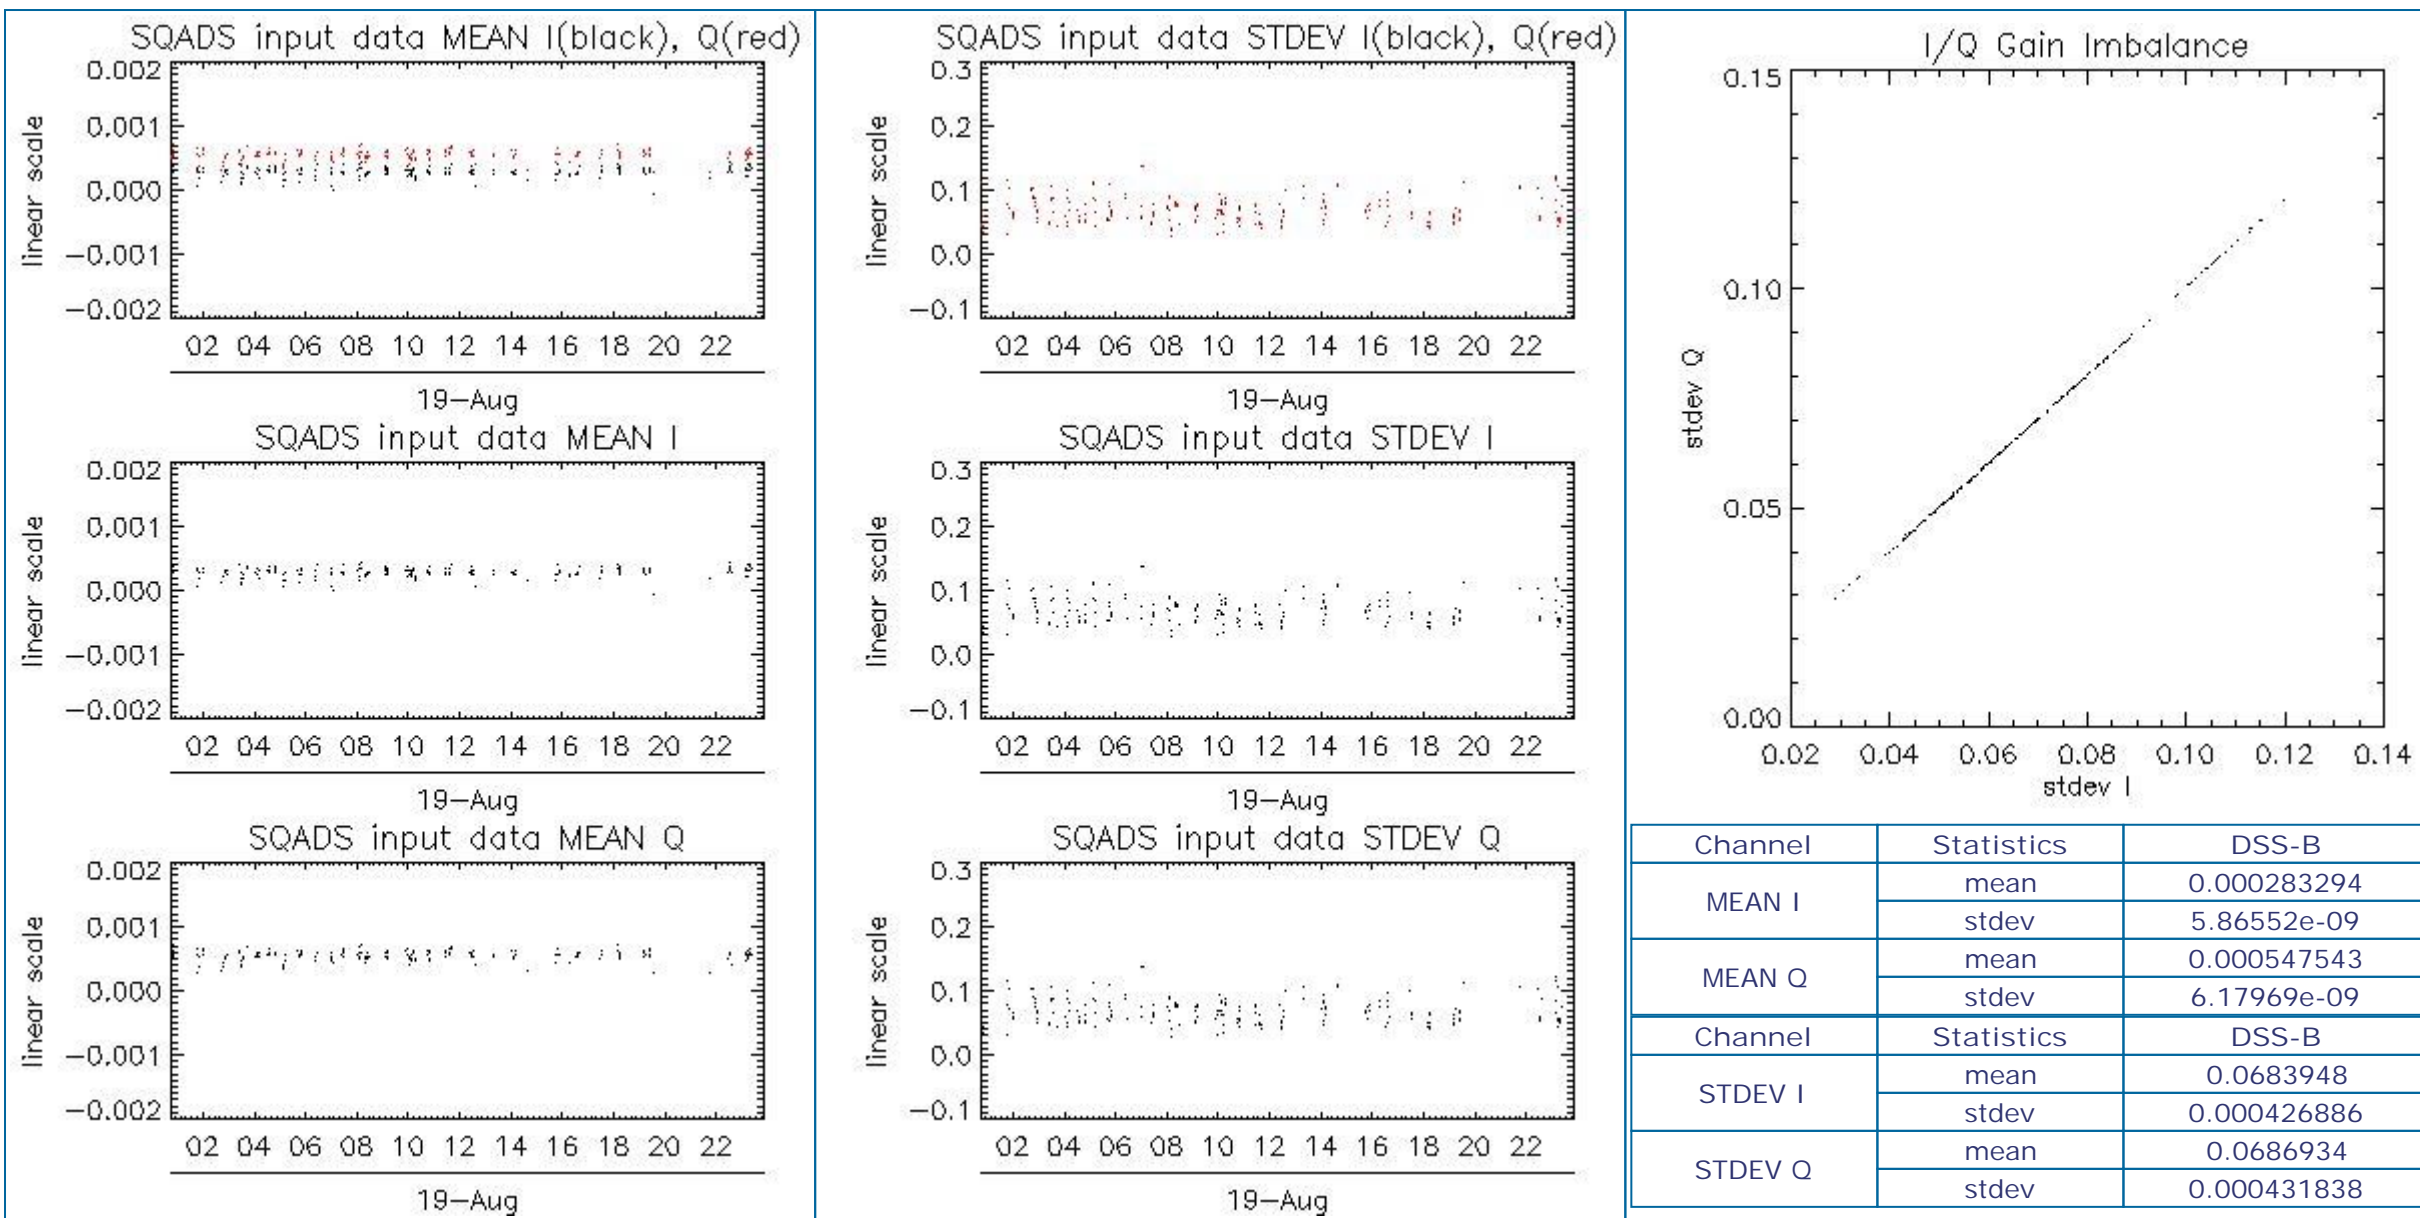 SQADS input data MEAN I(black), Q(red)
linear scale
0.002
0.001
0.000
−0.001
−0.002
02 04 06 08 10 12 14 16 18 20 22
19−Aug
SQADS input data MEAN I
linear scale
0.002
0.001
0.000
−0.001
−0.002
02 04 06 08 10 12 14 16 18 20 22
19−Aug
SQADS input data MEAN Q
linear scale
0.002
0.001
0.000
−0.001
−0.002
02 04 06 08 10 12 14 16 18 20 22
19−Aug
SQADS input data STDEV I(black), Q(red)
linear scale
0.3
0.2
0.1
0.0
−0.1
02 04 06 08 10 12 14 16 18 20 22
19−Aug
SQADS input data STDEV I
linear scale
0.3
0.2
0.1
0.0
−0.1
02 04 06 08 10 12 14 16 18 20 22
19−Aug
SQADS input data STDEV Q
linear scale
0.3
0.2
0.1
0.0
−0.1
02 04 06 08 10 12 14 16 18 20 22
19−Aug
I/Q Gain Imbalance
stdev Q
0.15
0.10
0.05
0.00
0.02 0.04 0.06 0.08 0.10 0.12 0.14
stdev I
Channel Statistics DSS-B
MEAN I mean 0.000283294
stdev 5.86552e-09
MEAN Q mean 0.000547543
stdev 6.17969e-09
Channel Statistics DSS-B
STDEV I mean 0.0683948
stdev 0.000426886
STDEV Q mean 0.0686934
stdev 0.000431838